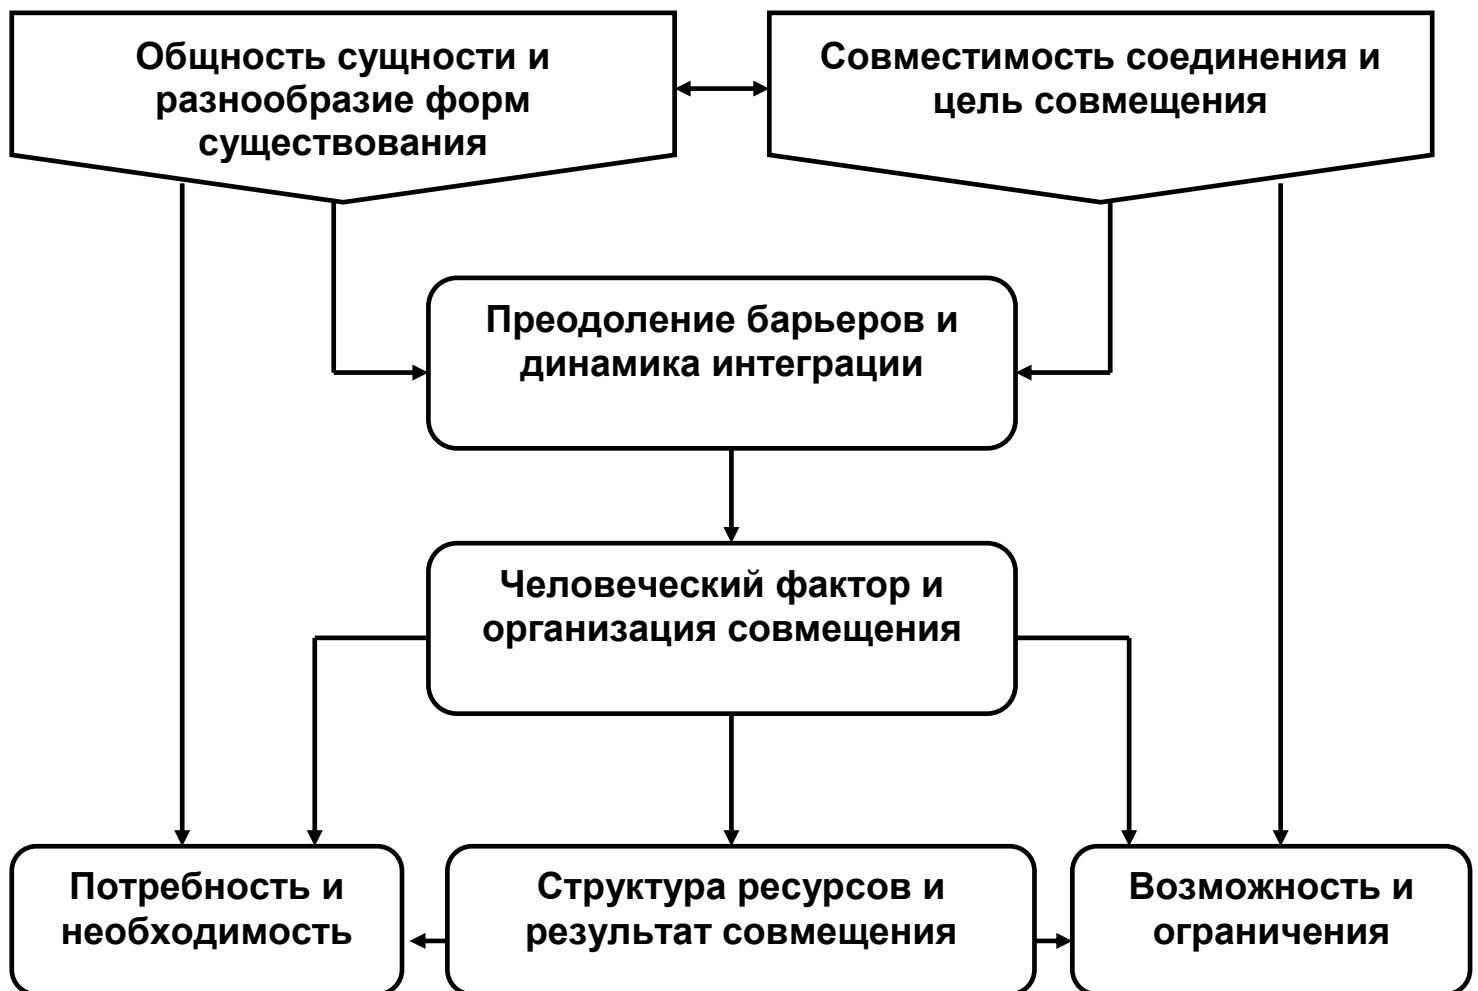 Общность сущности и
разнообразие форм
существования
Совместимость соединения и
цель совмещения
Преодоление барьеров и
динамика интеграции
Человеческий фактор и
организация совмещения
Потребность и
необходимость
Структура ресурсов и
результат совмещения
Возможность и
ограничения